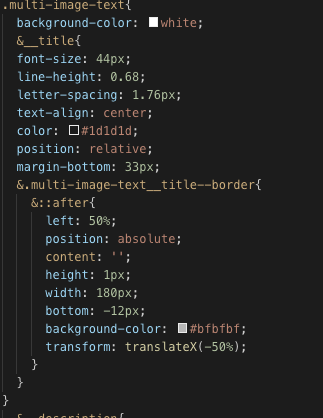 .multi-image-text{
background-color: white;
&__title{
font-size: 44px;
line-height: 0.68;
letter-spacing: 1.76px;
text-align: center;
color: #1d1d1d;
position: relative;
margin-bottom: 33px;
&.multi-image-text__title--border{
&::after{
left: 50%;
position: absolute;
content: '';
height: 1px;
width: 180px;
bottom: -12px;
background-color: #bfbfbf;
transform: translateX(-50%);
}
}
}
&__description{